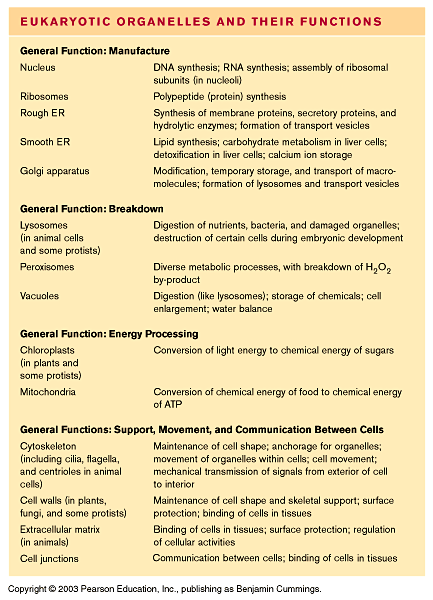 EUKARYOTIC ORGANELLES AND THEIR FUNCTIONS
General Function: Manufacture
Nucleus DNA synthesis; RNA synthesis; assembly of ribosomal
subunits (in nucleoli)
Ribosomes Polypeptide (protein) synthesis
Rough ER Synthesis of membrane proteins, secretory proteins, and
hydrolytic enzymes; formation of transport vesicles
Smooth ER Lipid synthesis; carbohydrate metabolism in liver cells;
detoxification in liver cells; calcium ion storage
Golgi apparatus Modification, temporary storage, and transport of macro-
molecules; formation of lysosomes and transport vesicles
General Function: Breakdown
Lysosomes Digestion of nutrients, bacteria, and damaged organelles;
(in animal cells destruction of certain cells during embryonic development
and some protists)
Peroxisomes Diverse metabolic processes, with breakdown of H₂O₂
by-product
Vacuoles Digestion (like lysosomes); storage of chemicals; cell
enlargement; water balance
General Function: Energy Processing
Chloroplasts Conversion of light energy to chemical energy of sugars
(in plants and
some protists)
Mitochondria Conversion of chemical energy of food to chemical energy
of ATP
General Functions: Support, Movement, and Communication Between Cells
Cytoskeleton Maintenance of cell shape; anchorage for organelles;
(including cilia, flagella, movement of organelles within cells; cell movement;
and centrioles in animal mechanical transmission of signals from exterior of cell
cells) to interior
Cell walls (in plants, Maintenance of cell shape and skeletal support; surface
fungi, and some protists) protection; binding of cells in tissues
Extracellular matrix Binding of cells in tissues; surface protection; regulation
(in animals) of cellular activities
Cell junctions Communication between cells; binding of cells in tissues
Copyright © 2003 Pearson Education, Inc., publishing as Benjamin Cummings.